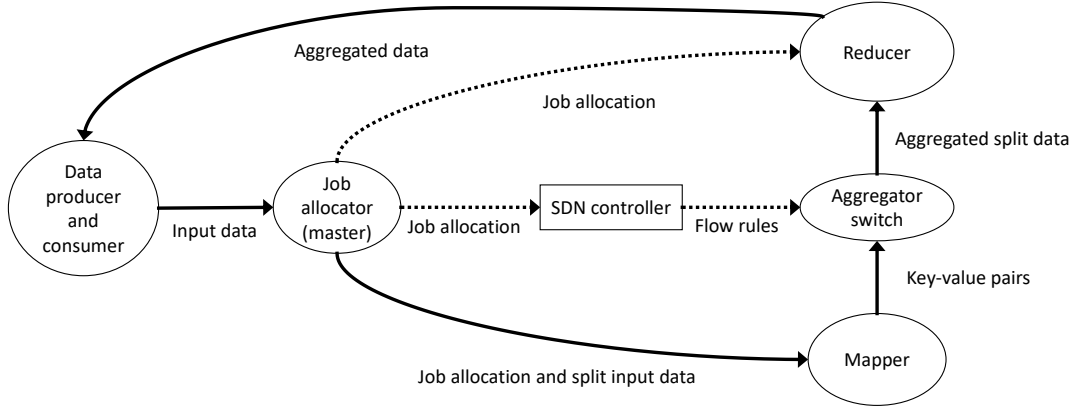 Aggregated data
Reducer
Job allocation
Aggregated split data
Data
producer
and
consumer
Input data
Job
allocator
(master)
Job allocation
SDN controller
Flow rules
Aggregator
switch
Key-value pairs
Mapper
Job allocation and split input data